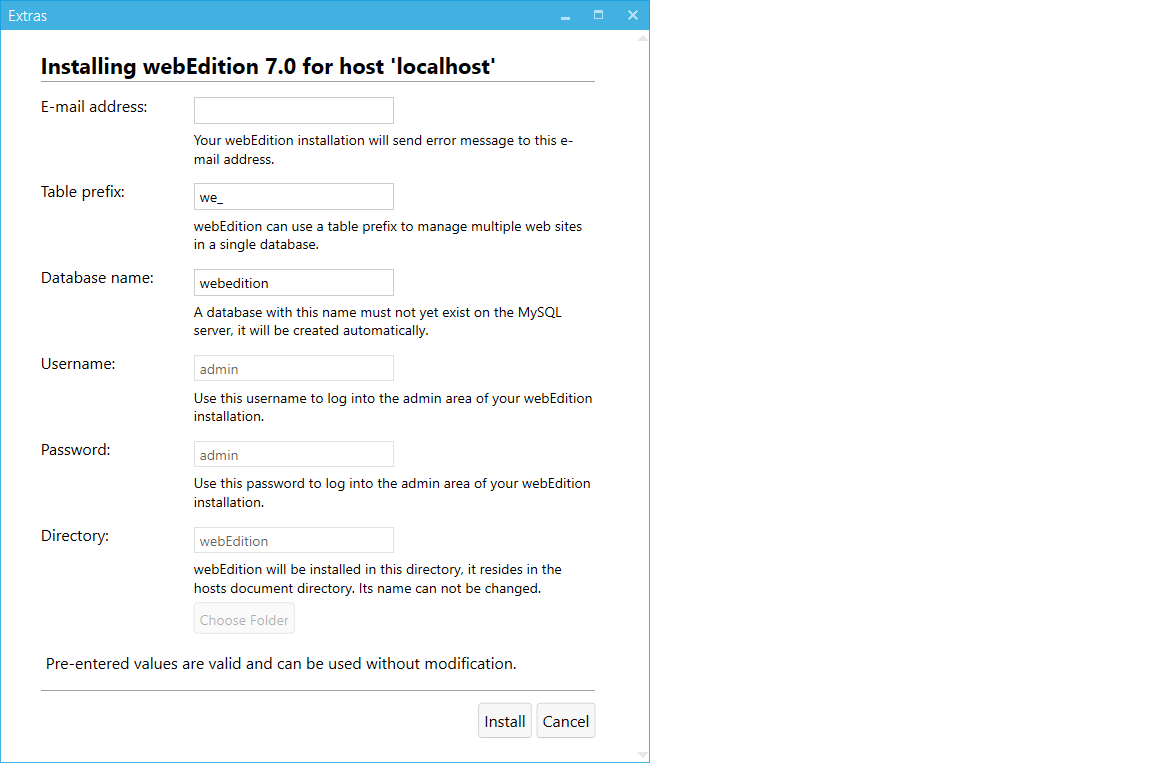 Extras
Installing webEdition 7.0 for host 'localhost'
E-mail address:
Your webEdition installation will send error message to this e-
mail address.
Table prefix:
we_
webEdition can use a table prefix to manage multiple web sites
in a single database.
Database name:
webedition
A database with this name must not yet exist on the MySQL
server, it will be created automatically.
Username:
admin
Use this username to log into the admin area of your webEdition
installation.
Password:
admin
Use this password to log into the admin area of your webEdition
installation.
Directory:
webEdition
webEdition will be installed in this directory, it resides in the
hosts document directory. Its name can not be changed.
Choose Folder
Pre-entered values are valid and can be used without modification.
Install
Cancel